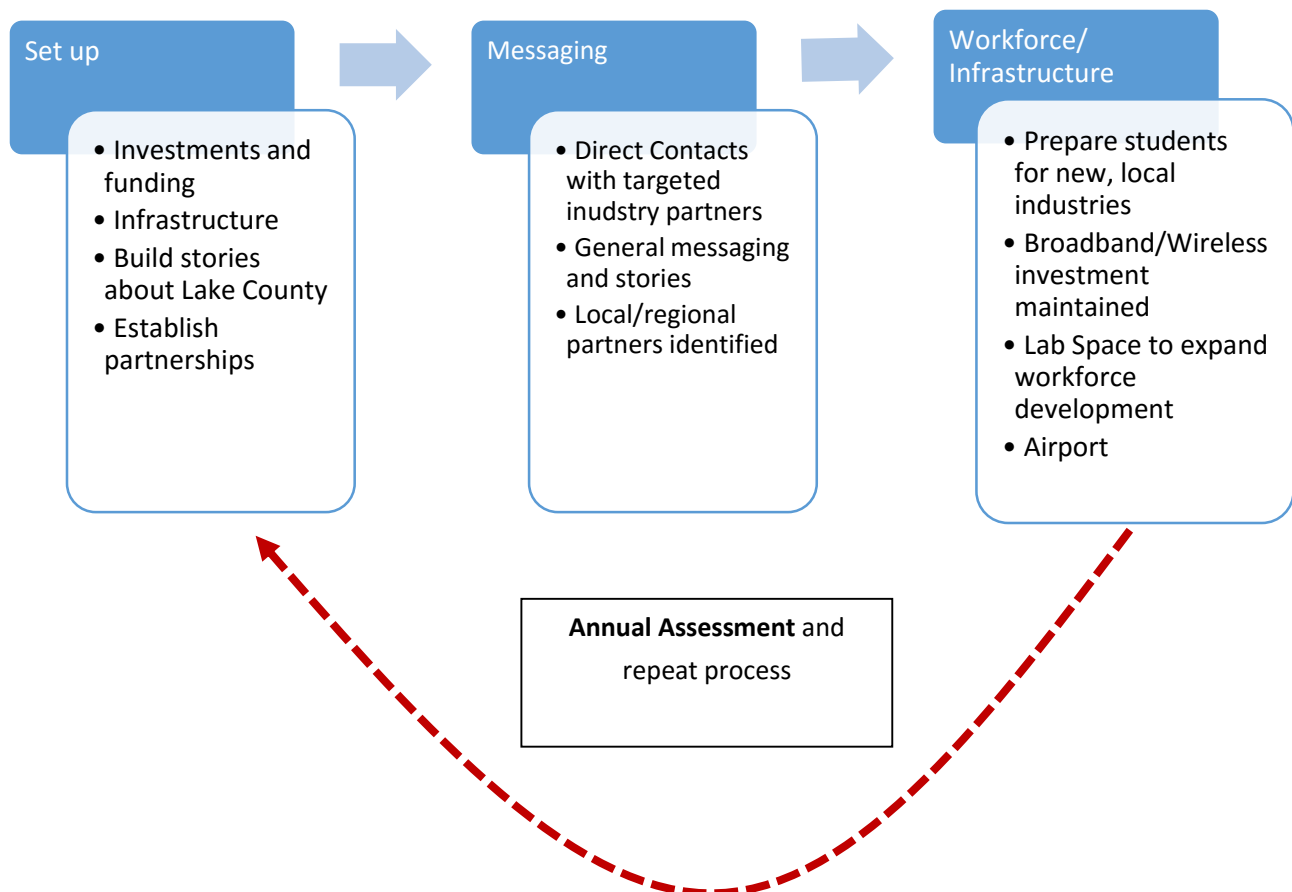 Set up
• Investments and
funding
• Infrastructure
• Build stories
about Lake County
• Establish
partnerships
Messaging
• Direct Contacts
with targeted
inudstry partners
• General messaging
and stories
• Local/regional
partners identified
Workforce/
Infrastructure
• Prepare students
for new, local
industries
• Broadband/Wireless
investment
maintained
• Lab Space to expand
workforce
development
• Airport
Annual Assessment and
repeat process